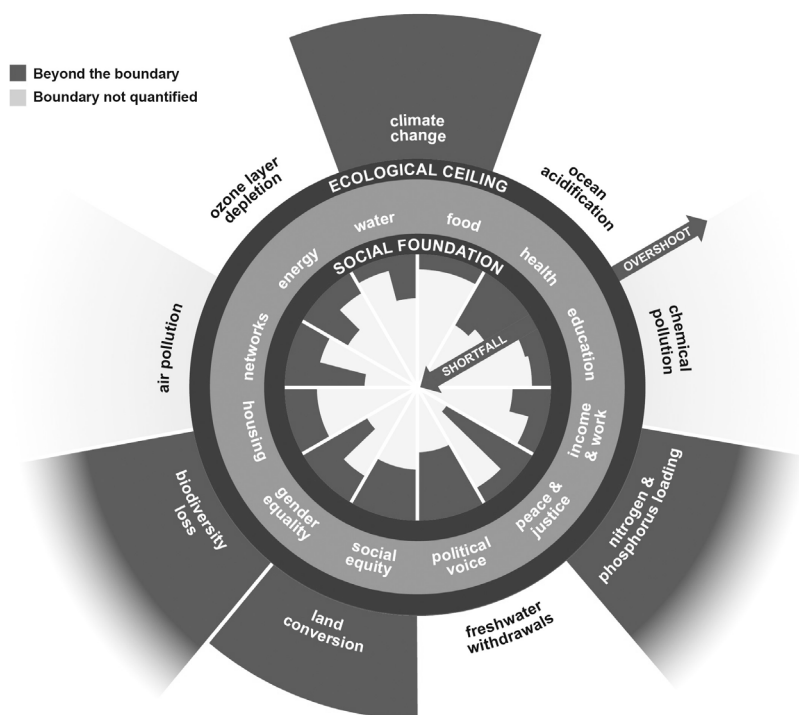 Beyond the boundary
Boundary not quantified
climate
change
ozone layer
depletion
ocean
acidification
ECOLOGICAL CEILING
water
food
energy
health
SOCIAL FOUNDATION
OVERSHOOT
air pollution
networks
SHORTFALL
education
chemical
pollution
housing
income
& work
biodiversity
loss
gender
equality
social
equity
political
voice
peace &
justice
nitrogen &
phosphorus loading
land
conversion
freshwater
withdrawals